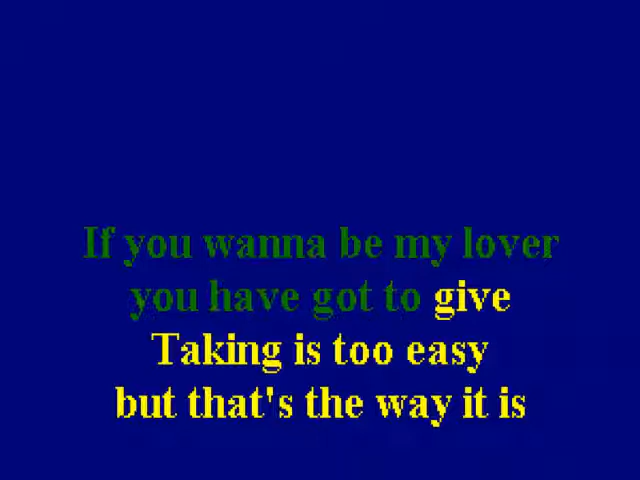 If you wanna be my lover
you have got to give
Taking is too easy
but that's the way it is